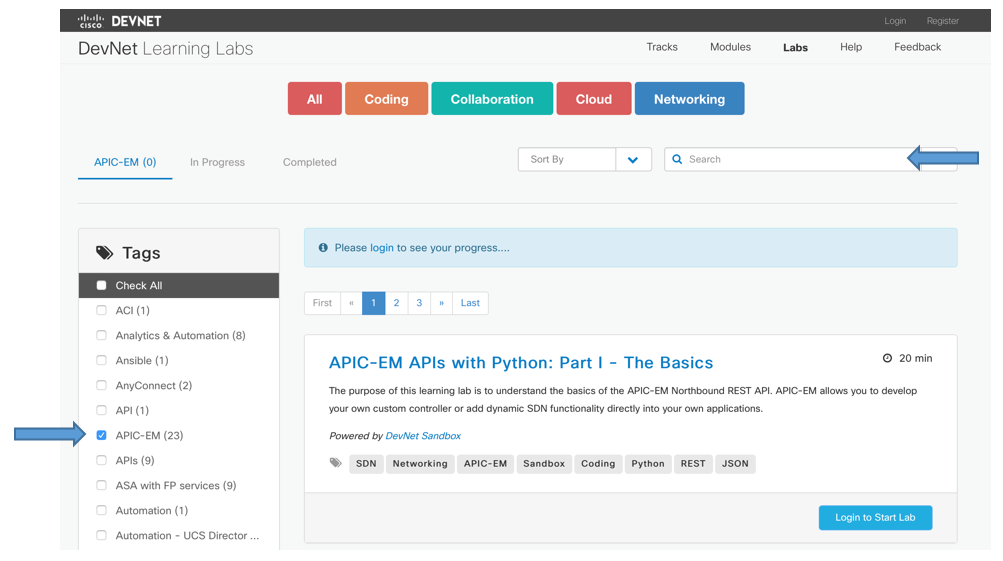 CISCO DEVNET Login Register
DevNet Learning Labs Tracks Modules Labs Help Feedback
All Coding Collaboration Cloud Networking
APIC-EM (0) In Progress Completed Sort By Search
Tags
Check All
ACI (1)
Analytics & Automation (8)
Ansible (1)
AnyConnect (2)
API (1)
APIC-EM (23)
APIs (9)
ASA with FP services (9)
Automation (1)
Automation - UCS Director ...
Please login to see your progress....
First « 1 2 3 » Last
APIC-EM APIs with Python: Part I - The Basics 20 min
The purpose of this learning lab is to understand the basics of the APIC-EM Northbound REST API. APIC-EM allows you to develop
your own custom controller or add dynamic SDN functionality directly into your own applications.
Powered by DevNet Sandbox
SDN Networking APIC-EM Sandbox Coding Python REST JSON
Login to Start Lab